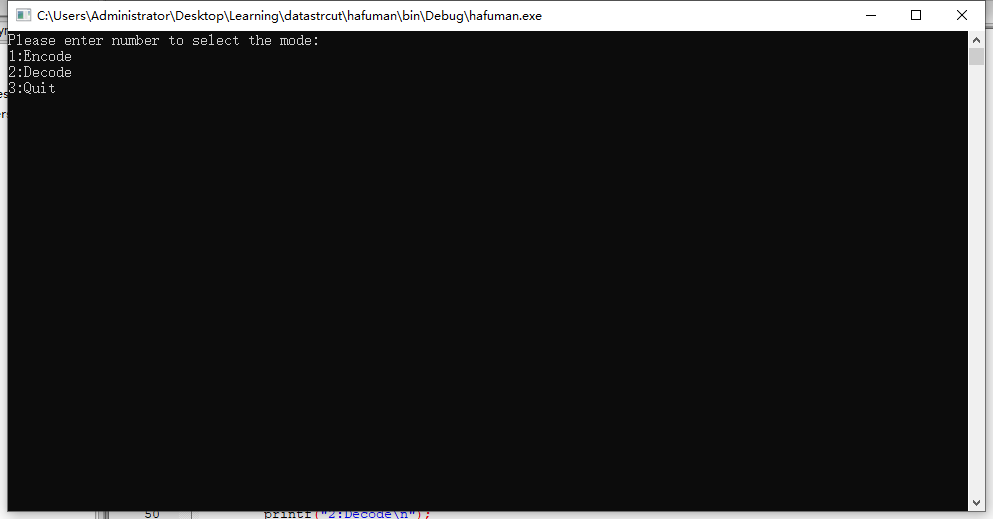 C:\Users\Administrator\Desktop\Learning\datastrcut\hafuman\bin\Debug\hafuman.exe
Please enter number to select the mode:
1:Encode
2:Decode
3:Quit
50 printf("2:Decode\n");